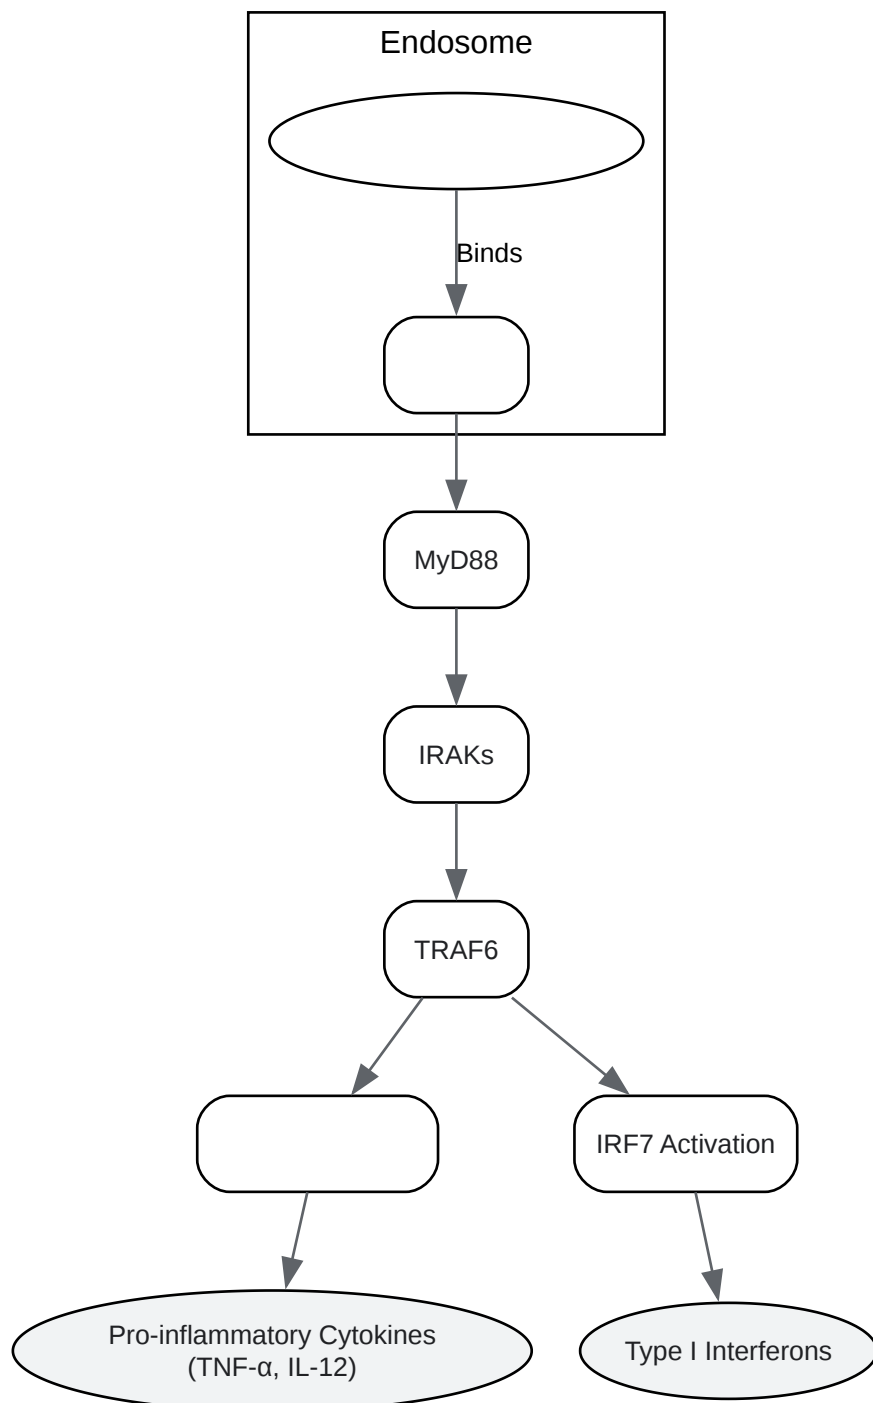 Endosome
Binds
MyD88
IRAKs
TRAF6
IRF7 Activation
Pro-inflammatory Cytokines
(TNF-α, IL-12)
Type I Interferons